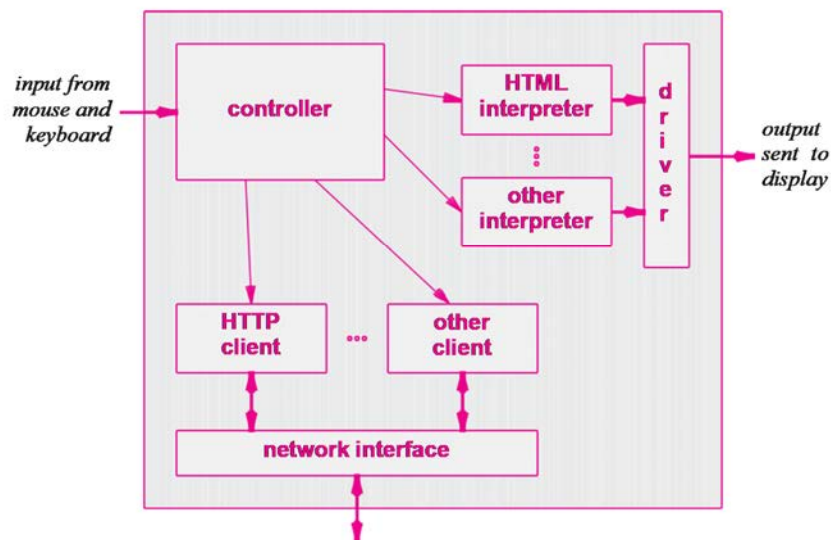 input from
mouse and
keyboard
controller
HTML
interpreter
other
interpreter
driver
output
sent to
display
HTTP
client
other
client
network interface